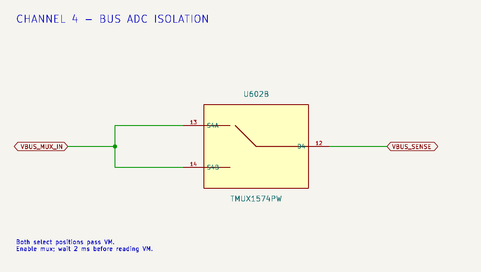 CHANNEL 4 – BUS ADC ISOLATION
U602B
13
S4A
VBUS_MUX_IN
D4
12
VBUS_SENSE
14
S4B
TMUX1574PW
Both select positions pass VM.
Enable mux; wait 2 ms before reading VM.